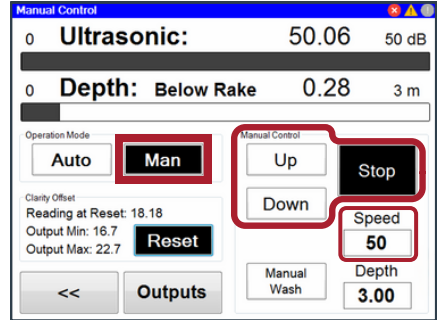 Manual Control
0 Ultrasonic: 50.06 50 dB
0 Depth: Below Rake 0.28 3 m
Operation Mode
Auto
Man
Clarity Offset
Reading at Reset: 18.18
Output Min: 16.7
Output Max: 22.7
Reset
<<
Outputs
Manual Control
Up
Stop
Down
Speed
50
Manual
Wash
Depth
3.00